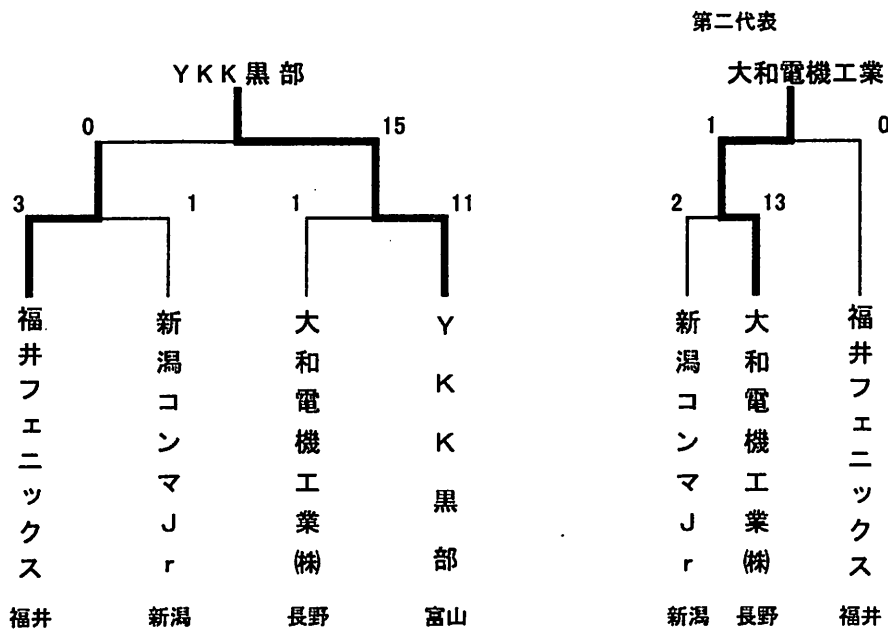 第二代表
YKK黒部
大和電機工業
0 15
1 0
3 1 1 11
2 13
福井フェニックス
新潟コンマJr
大和電機工業㈱
YKK黒部
新潟コンマJr
大和電機工業㈱
福井フェニックス
福井 新潟 長野 富山
新潟 長野 福井